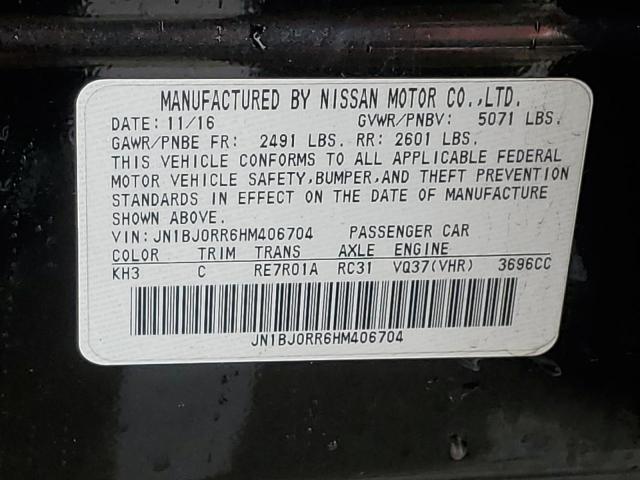 MANUFACTURED BY NISSAN MOTOR CO.,LTD.
DATE: 11/16 GVWR/PNBV: 5071 LBS.
GAWR/PNBE FR: 2491 LBS. RR: 2601 LBS.
THIS VEHICLE CONFORMS TO ALL APPLICABLE FEDERAL
MOTOR VEHICLE SAFETY,BUMPER,AND THEFT PREVENTION
STANDARDS IN EFFECT ON THE DATE OF MANUFACTURE
SHOWN ABOVE.
VIN: JN1BJ0RR6HM406704 PASSENGER CAR
COLOR TRIM TRANS AXLE ENGINE
KH3 C RE7R01A RC31 VQ37(VHR) 3696CC
JN1BJ0RR6HM406704